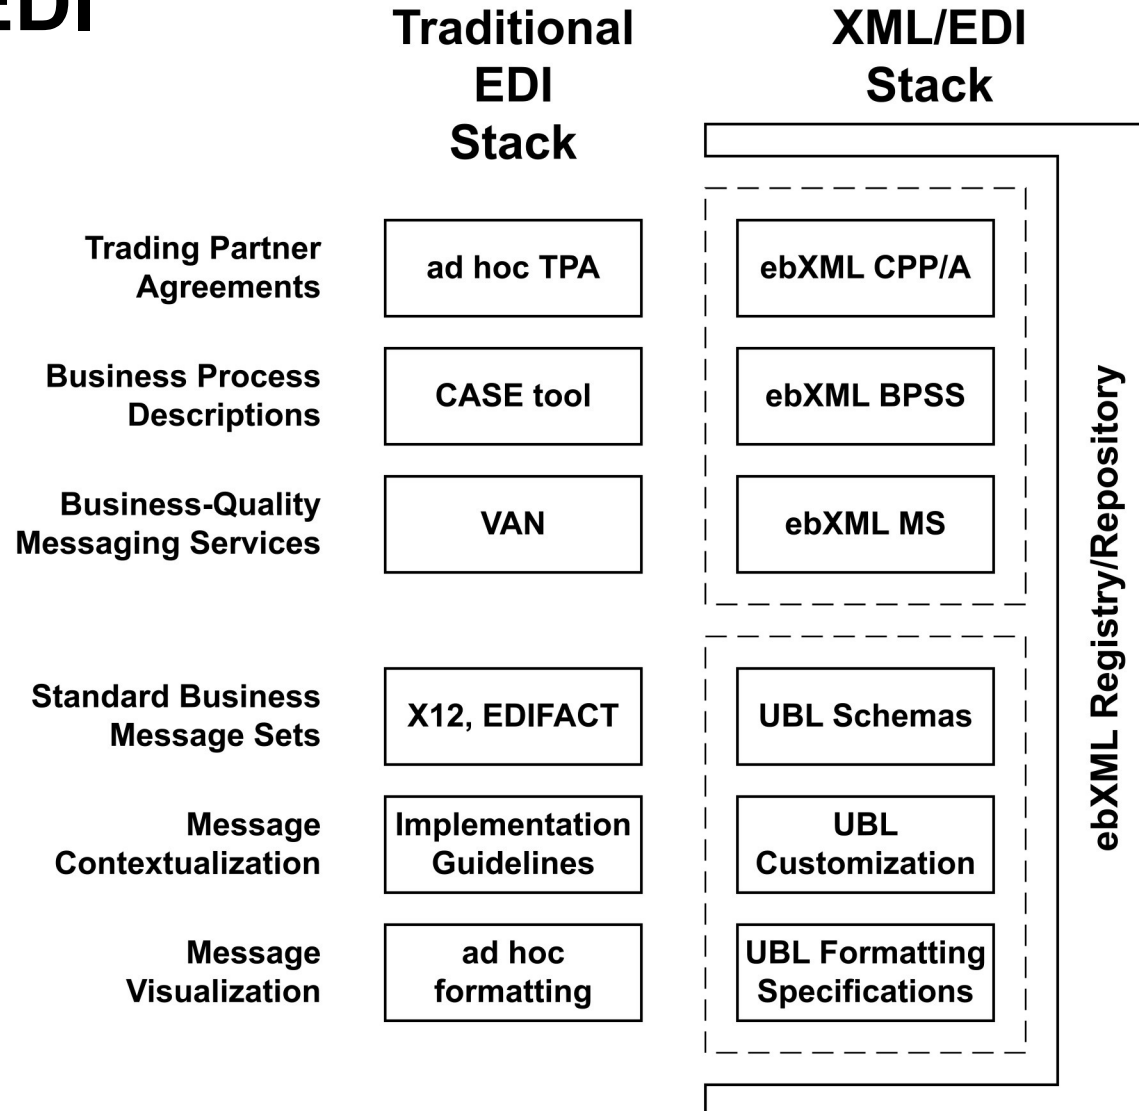 EDI
Traditional
EDI
Stack
XML/EDI
Stack
Trading Partner
Agreements
ad hoc TPA
ebXML CPP/A
Business Process
Descriptions
CASE tool
ebXML BPSS
Business-Quality
Messaging Services
VAN
ebXML MS
Standard Business
Message Sets
X12, EDIFACT
UBL Schemas
Message
Contextualization
Implementation
Guidelines
UBL
Customization
Message
Visualization
ad hoc
formatting
UBL Formatting
Specifications
ebXML Registry/Repository